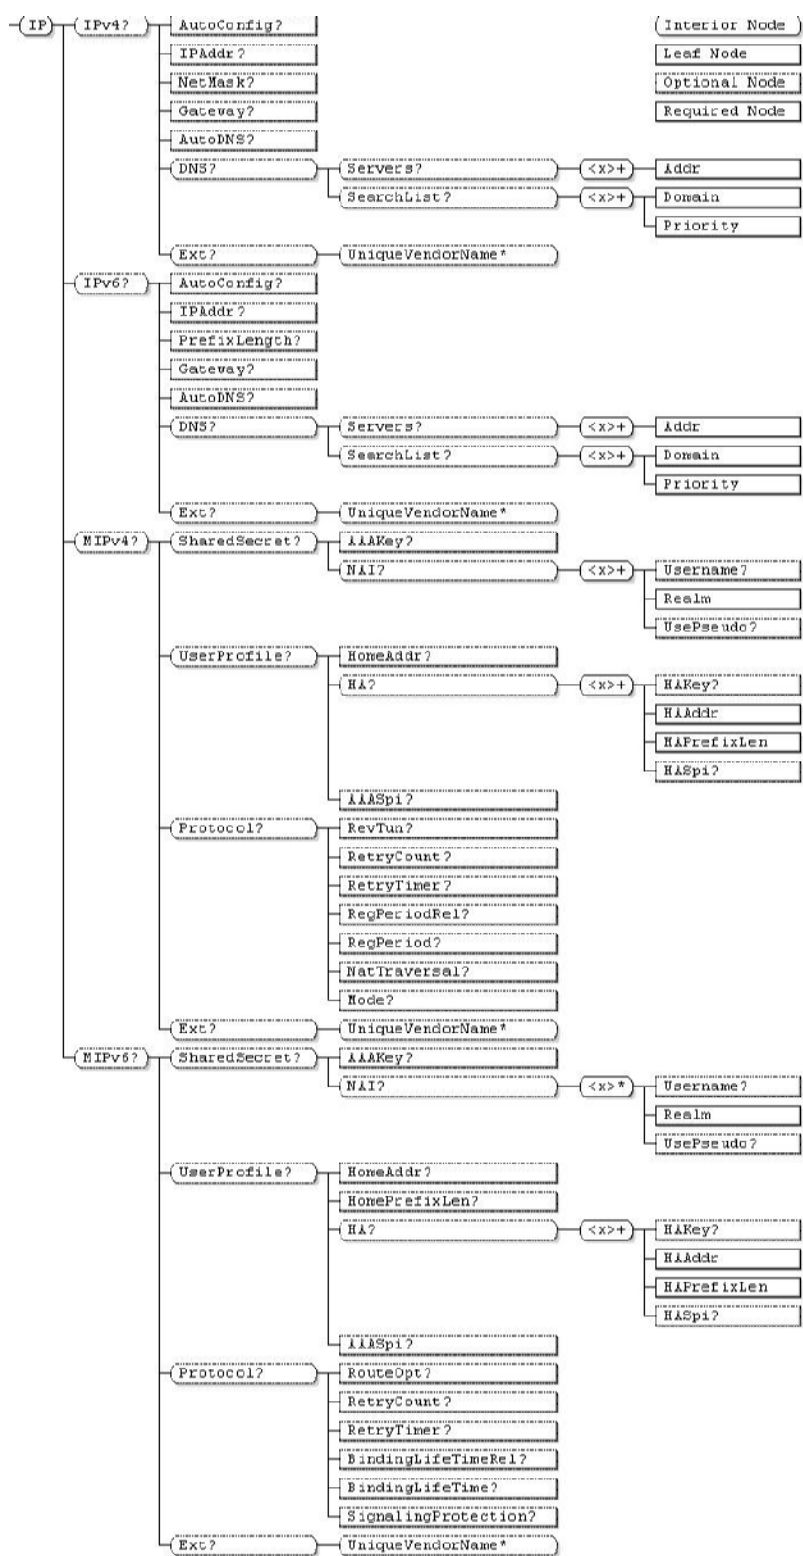 IP IPv4? AutoConfig? Interior Node
IPAddr? Leaf Node
NetMask? Optional Node
Gateway? Required Node
AutoDNS?
DNS? Servers? <x>+ Addr
SearchList? <x>+ Domain
Priority
Ext? UniqueVendorName*
IPv6? AutoConfig?
IPAddr?
PrefixLength?
Gateway?
AutoDNS?
DNS? Servers? <x>+ Addr
SearchList? <x>+ Domain
Priority
Ext? UniqueVendorName*
MIPv4? SharedSecret? AAAKey?
NAI? <x>+ Username?
Realm
UsePseudo?
UserProfile? HomeAddr?
HA? <x>+ HAKey?
HAAddr
HAPrefixLen
HASpi?
AAASpi?
Protocol? RevTun?
RetryCount?
RetryTimer?
RegPeriodRel?
RegPeriod?
NatTraversal?
Mode?
Ext? UniqueVendorName*
MIPv6? SharedSecret? AAAKey?
NAI? <x>* Username?
Realm
UsePseudo?
UserProfile? HomeAddr?
HomePrefixLen?
HA? <x>+ HAKey?
HAAddr
HAPrefixLen
HASpi?
AAASpi?
Protocol? RouteOpt?
RetryCount?
RetryTimer?
BindingLifeTimeRel?
BindingLifeTime?
SignalingProtection?
Ext? UniqueVendorName*